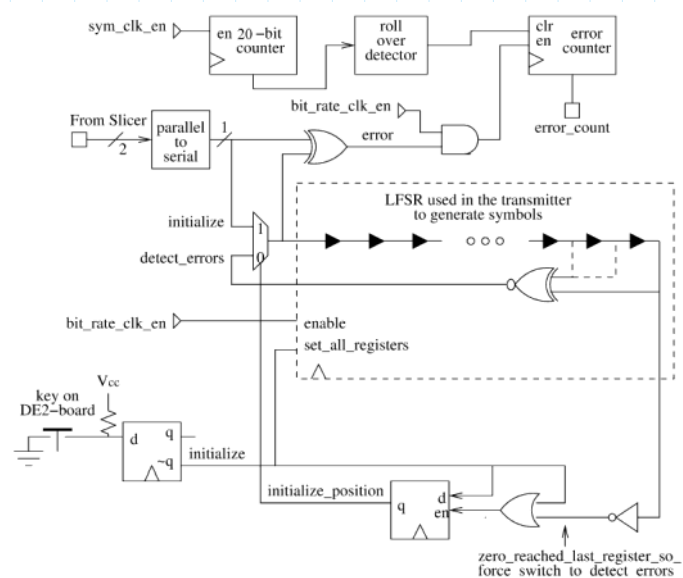 sym_clk_en
en 20-bit
counter
roll
over
detector
clr
en
error
counter
bit_rate_clk_en
error_count
From Slicer
2
parallel
to
serial
1
error
LFSR used in the transmitter
to generate symbols
initialize
1
detect_errors
0
bit_rate_clk_en
enable
set_all_registers
Vcc
key on
DE2-board
d
q
~q
initialize
initialize_position
q
d
en
zero_reached_last_register_so_
force switch to detect errors